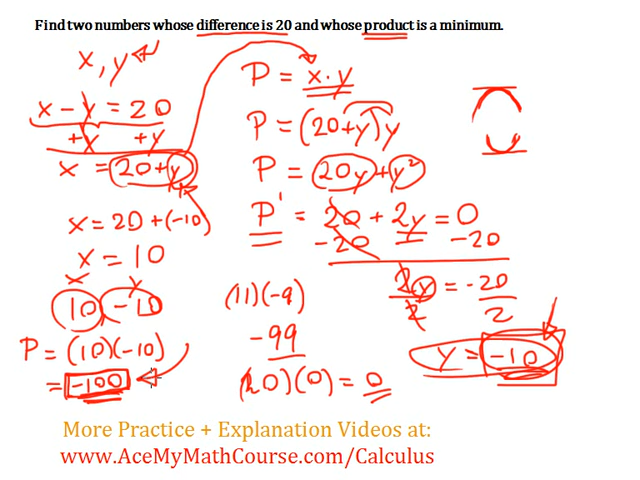 Find two numbers whose difference is 20 and whose product is a minimum.
x, y
x - y = 20
+y +y
x = 20+y
x = 20 + (-10)
x = 10
x y
10, -10
P = (10)(-10)
= -100
P = x · y
P = (20+y)y
P = 20y + y²
P' = 20 + 2y = 0
-20 -20
2y = -20
2 2
y = -10
(11)(-9)
-99
(20)(0) = 0
More Practice + Explanation Videos at:
www.AceMyMathCourse.com/Calculus